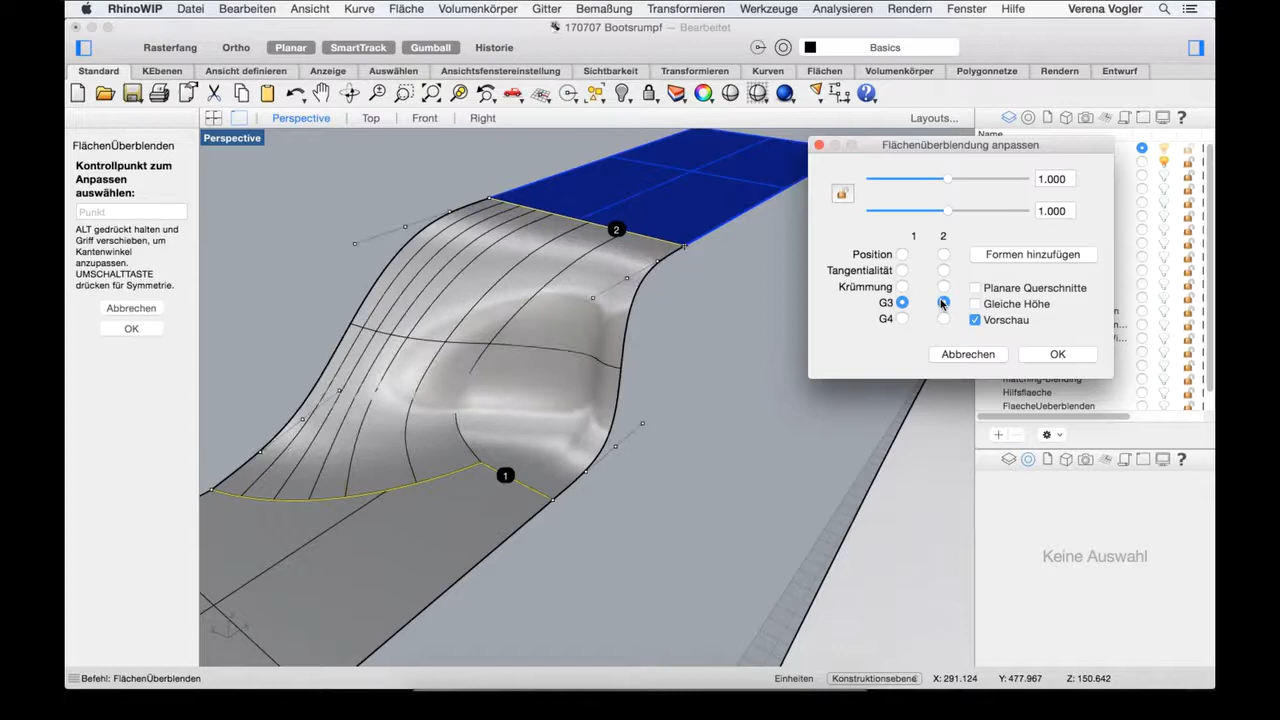 RhinoWIP Datei Bearbeiten Ansicht Kurve Fläche Volumenkörper Gitter Bemaßung Transformieren Werkzeuge Analysieren Rendern Fenster Hilfe Verena Vogler
170707 Bootsrumpf — Bearbeitet
Rasterfang Ortho Planar SmartTrack Gumball Historie Basics
Standard KEbenen Ansicht definieren Anzeige Auswählen Ansichtsfenstereinstellung Sichtbarkeit Transformieren Kurven Flächen Volumenkörper Polygonnetze Rendern Entwurf
Perspective Top Front Right Layouts...
Perspective
FlächenÜberblenden
Kontrollpunkt zum
Anpassen
auswählen:
Punkt
ALT gedrückt halten und
Griff verschieben, um
Kantenwinkel
anzupassen.
UMSCHALTTASTE
drücken für Symmetrie.
Abbrechen
OK
2
1
Name
Flächenüberblendung anpassen
1.000
1.000
1 2
Position Formen hinzufügen
Tangentialität
Krümmung Planare Querschnitte
G3 Gleiche Höhe
G4 Vorschau
Abbrechen OK
matching-blending
Hilfsflaeche
FlaecheUeberblenden
Keine Auswahl
Befehl: FlächenÜberblenden Einheiten Konstruktionsebene X: 291.124 Y: 477.967 Z: 150.642